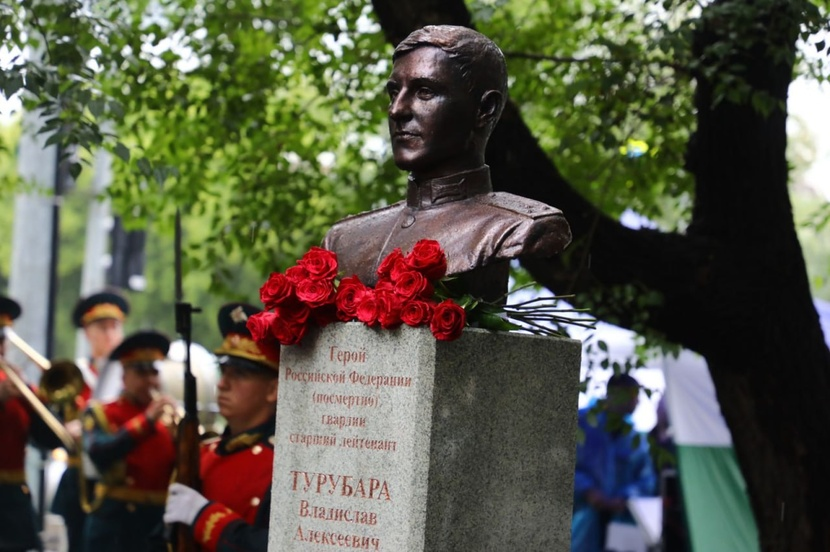 Герой
Российской Федерации
(посмертно)
гвардии
старший лейтенант
ТУРУБАРА
Владислав
Алексеевич